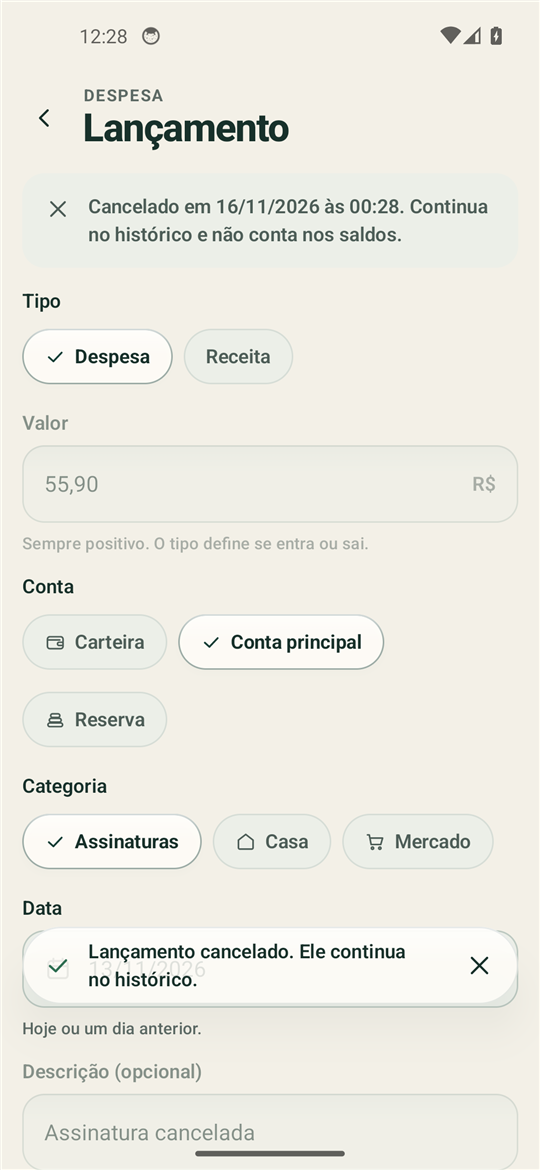 12:28
DESPESA
Lançamento
Cancelado em 16/11/2026 às 00:28. Continua
no histórico e não conta nos saldos.
Tipo
Despesa
Receita
Valor
55,90
R$
Sempre positivo. O tipo define se entra ou sai.
Conta
Carteira
Conta principal
Reserva
Categoria
Assinaturas
Casa
Mercado
Data
Lançamento cancelado. Ele continua
13/11/2026
no histórico.
Hoje ou um dia anterior.
Descrição (opcional)
Assinatura cancelada